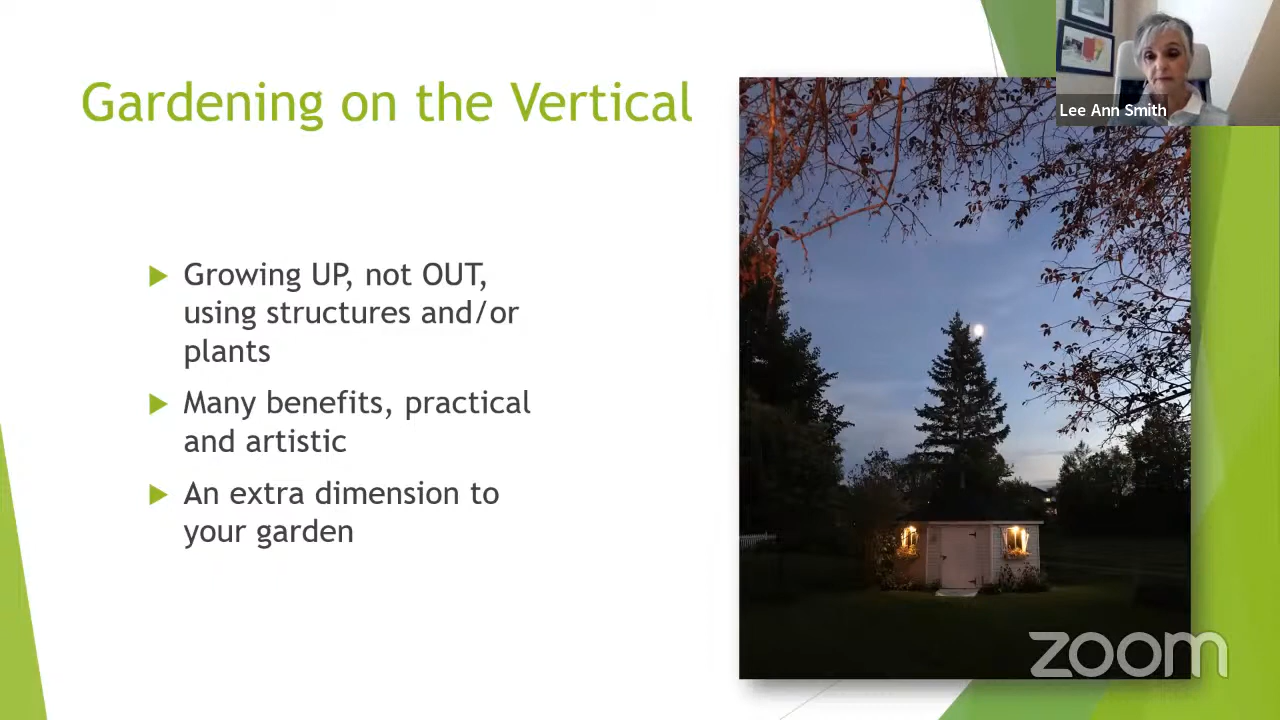 Gardening on the Vertical
Lee Ann Smith
Growing UP, not OUT,
using structures and/or
plants
Many benefits, practical
and artistic
An extra dimension to
your garden
zoom